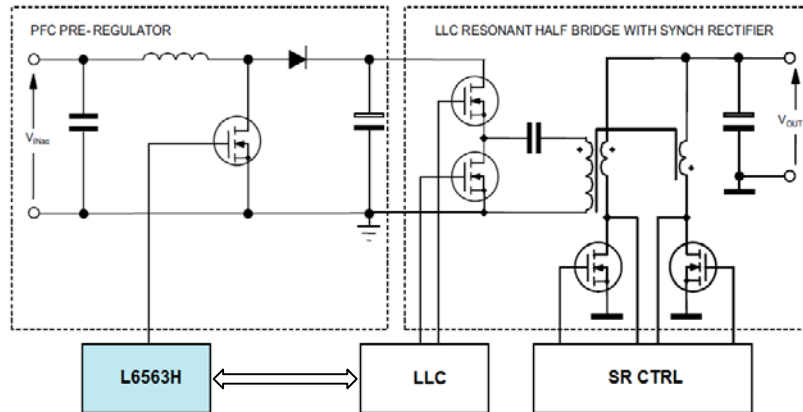 PFC PRE-REGULATOR
LLC RESONANT HALF BRIDGE WITH SYNCH RECTIFIER
VINac
VOUT
L6563H
LLC
SR CTRL